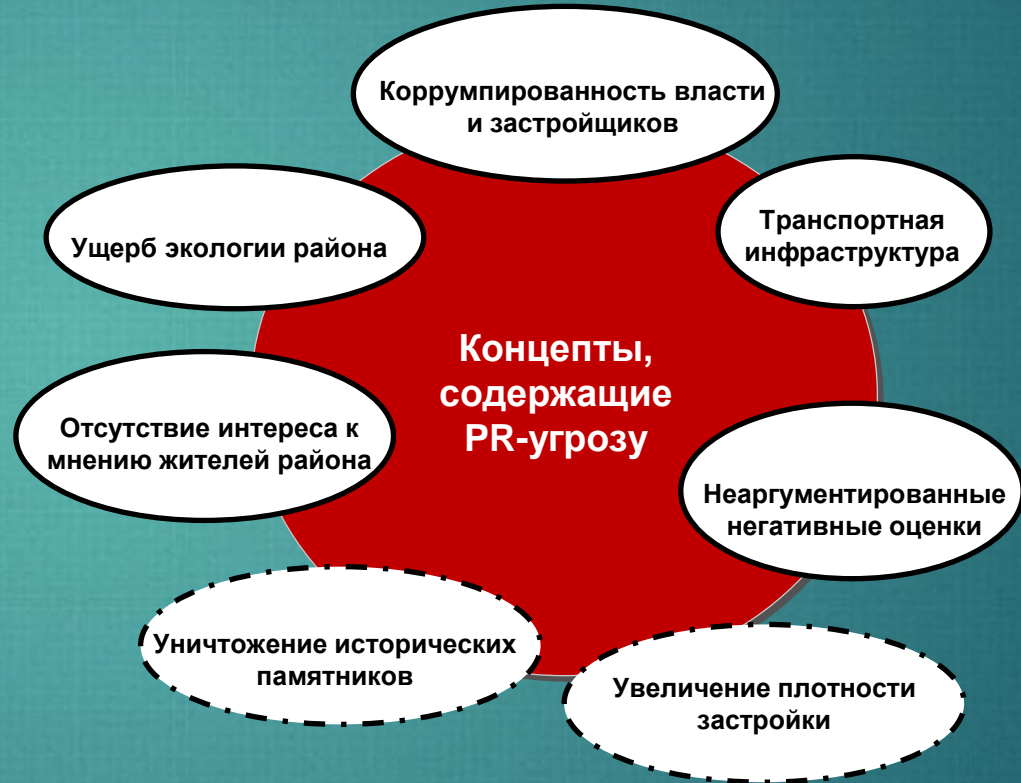 Коррумпированность власти
и застройщиков
Транспортная
инфраструктура
Ущерб экологии района
Концепты,
содержащие
PR-угрозу
Отсутствие интереса к
мнению жителей района
Неаргументированные
негативные оценки
Уничтожение исторических
памятников
Увеличение плотности
застройки